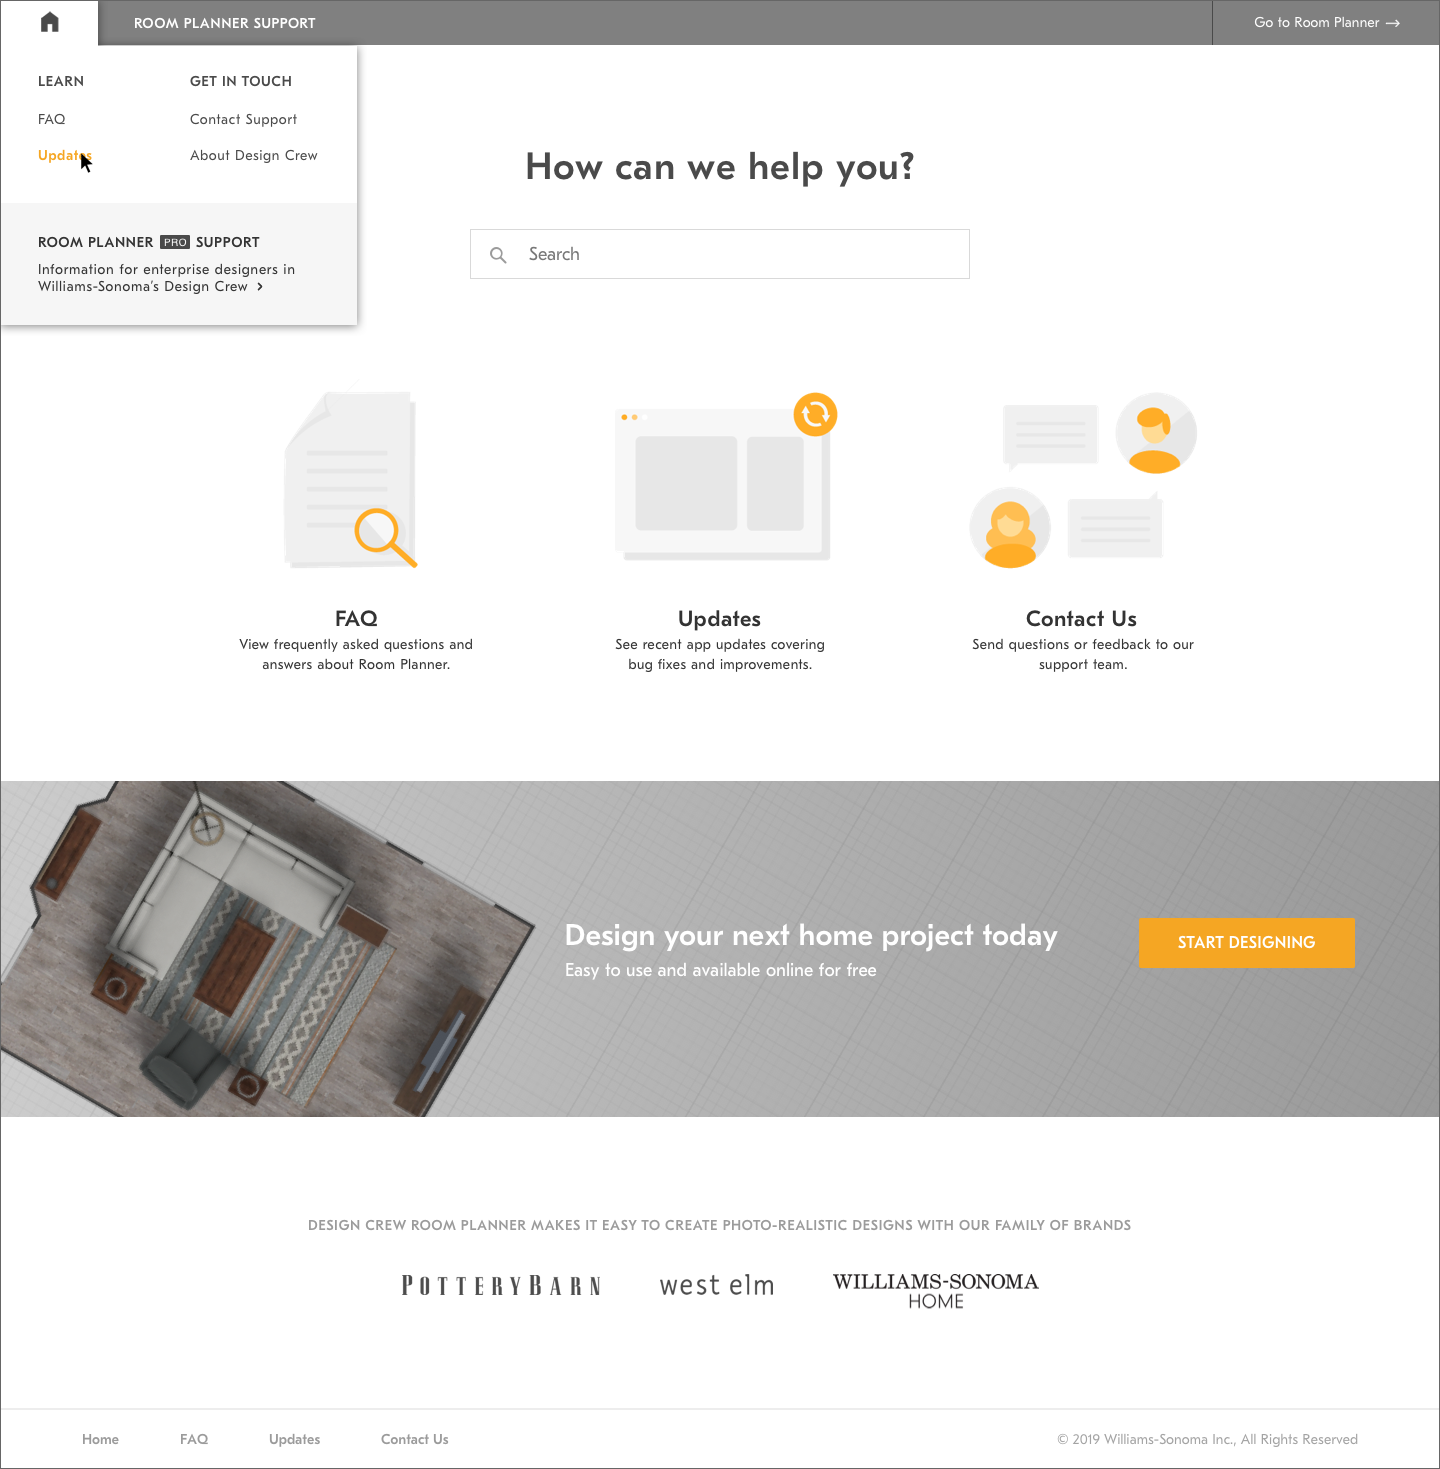 ROOM PLANNER SUPPORT
Go to Room Planner →
LEARN
GET IN TOUCH
FAQ
Contact Support
Updates
About Design Crew
ROOM PLANNER PRO SUPPORT
Information for enterprise designers in
Williams-Sonoma's Design Crew >
How can we help you?
Search
FAQ
View frequently asked questions and
answers about Room Planner.
Updates
See recent app updates covering
bug fixes and improvements.
Contact Us
Send questions or feedback to our
support team.
Design your next home project today
Easy to use and available online for free
START DESIGNING
DESIGN CREW ROOM PLANNER MAKES IT EASY TO CREATE PHOTO-REALISTIC DESIGNS WITH OUR FAMILY OF BRANDS
POTTERYBARN
west elm
WILLIAMS-SONOMA
HOME
Home
FAQ
Updates
Contact Us
© 2019 Williams-Sonoma Inc., All Rights Reserved